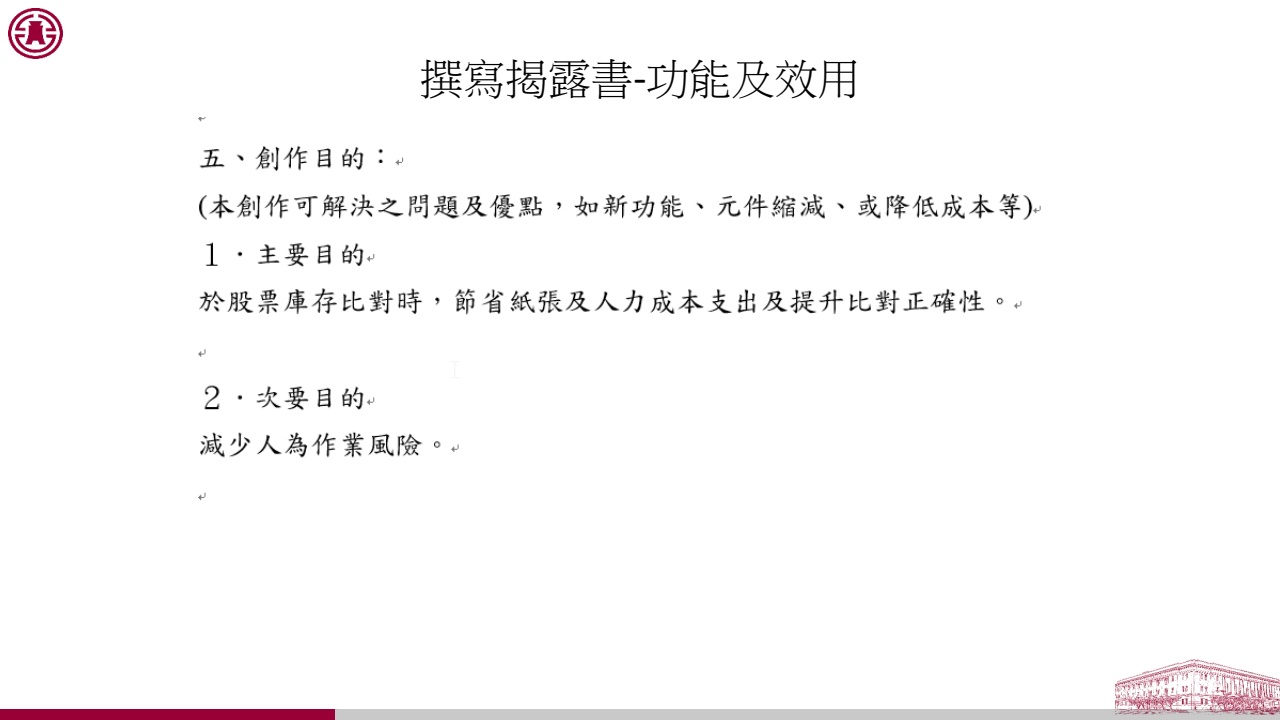 撰寫揭露書-功能及效用
五、創作目的：
(本創作可解決之問題及優點，如新功能、元件縮減、或降低成本等)
１．主要目的
於股票庫存比對時，節省紙張及人力成本支出及提升比對正確性。
２．次要目的
減少人為作業風險。